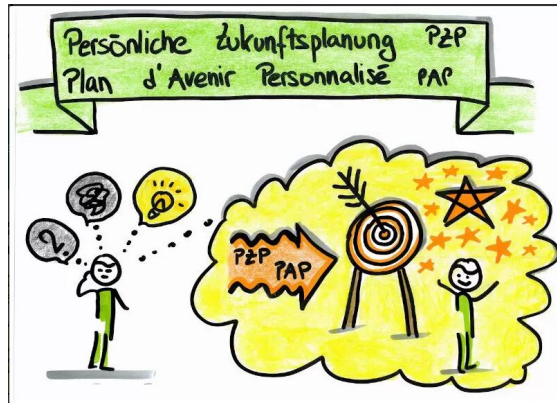 Persönliche Zukunftsplanung PZP
Plan d'Avenir Personnalisé PAP
?
PZP
PAP